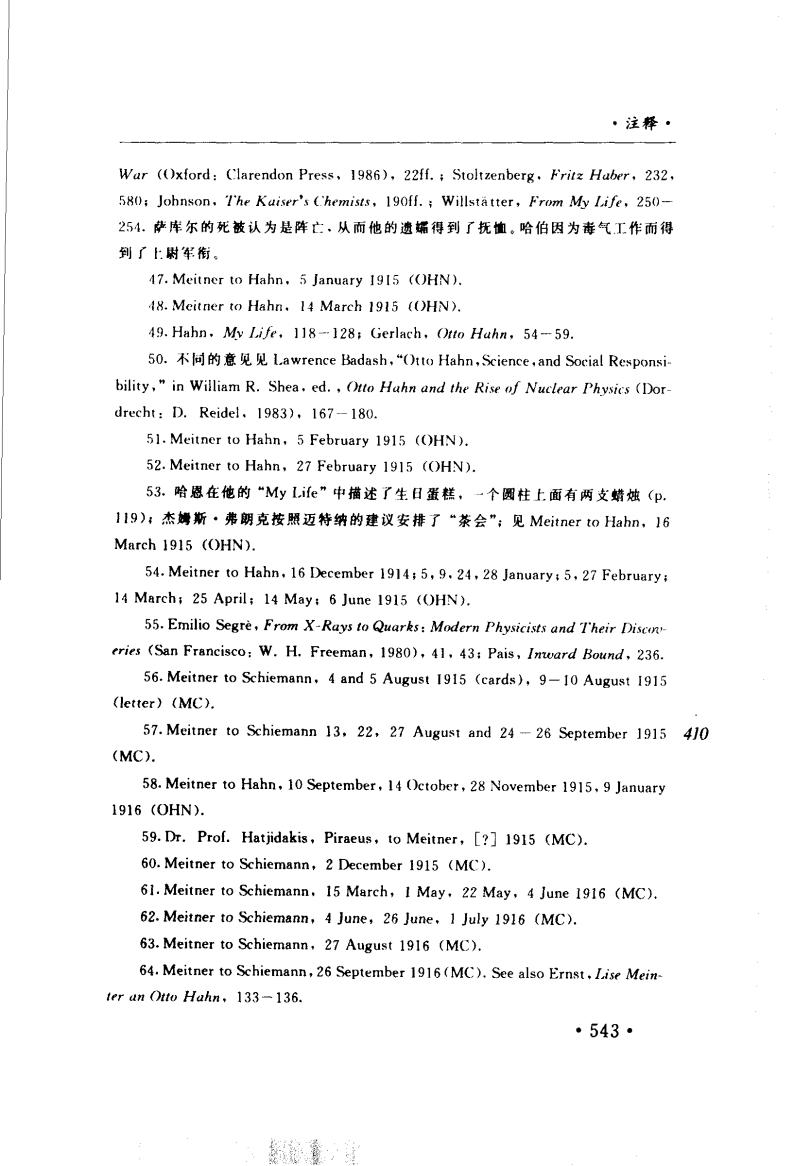 ·注释·
War (Oxford: Clarendon Press, 1986), 22ff.; Stoltzenberg, Fritz Haber, 232,
580; Johnson, The Kaiser's Chemists, 190ff.; Willstätter, From My Life, 250—
254. 萨库尔的死被认为是阵亡,从而他的遗孀得到了抚恤。哈伯因为毒气工作而得
到了上尉军衔。
47. Meitner to Hahn, 5 January 1915 (OHN).
48. Meitner to Hahn, 14 March 1915 (OHN).
49. Hahn, My Life, 118—128; Gerlach, Otto Hahn, 54—59.
50. 不同的意见见 Lawrence Badash, “Otto Hahn, Science, and Social Responsi-
bility,” in William R. Shea, ed., Otto Hahn and the Rise of Nuclear Physics (Dor-
drecht: D. Reidel, 1983), 167—180.
51. Meitner to Hahn, 5 February 1915 (OHN).
52. Meitner to Hahn, 27 February 1915 (OHN).
53. 哈恩在他的“My Life”中描述了生日蛋糕,一个圆柱上面有两支蜡烛 (p.
119); 杰姆斯·弗朗克按照迈特纳的建议安排了“茶会”; 见 Meitner to Hahn, 16
March 1915 (OHN).
54. Meitner to Hahn, 16 December 1914; 5, 9, 24, 28 January; 5, 27 February;
14 March; 25 April; 14 May; 6 June 1915 (OHN).
55. Emilio Segrè, From X-Rays to Quarks: Modern Physicists and Their Discov-
eries (San Francisco: W. H. Freeman, 1980), 41, 43; Pais, Inward Bound, 236.
56. Meitner to Schiemann, 4 and 5 August 1915 (cards), 9—10 August 1915
(letter) (MC).
57. Meitner to Schiemann 13, 22, 27 August and 24—26 September 1915 410
(MC).
58. Meitner to Hahn, 10 September, 14 October, 28 November 1915, 9 January
1916 (OHN).
59. Dr. Prof. Hatjidakis, Piraeus, to Meitner, [?] 1915 (MC).
60. Meitner to Schiemann, 2 December 1915 (MC).
61. Meitner to Schiemann, 15 March, 1 May, 22 May, 4 June 1916 (MC).
62. Meitner to Schiemann, 4 June, 26 June, 1 July 1916 (MC).
63. Meitner to Schiemann, 27 August 1916 (MC).
64. Meitner to Schiemann, 26 September 1916 (MC). See also Ernst, Lise Mein-
ter an Otto Hahn, 133—136.
·543·